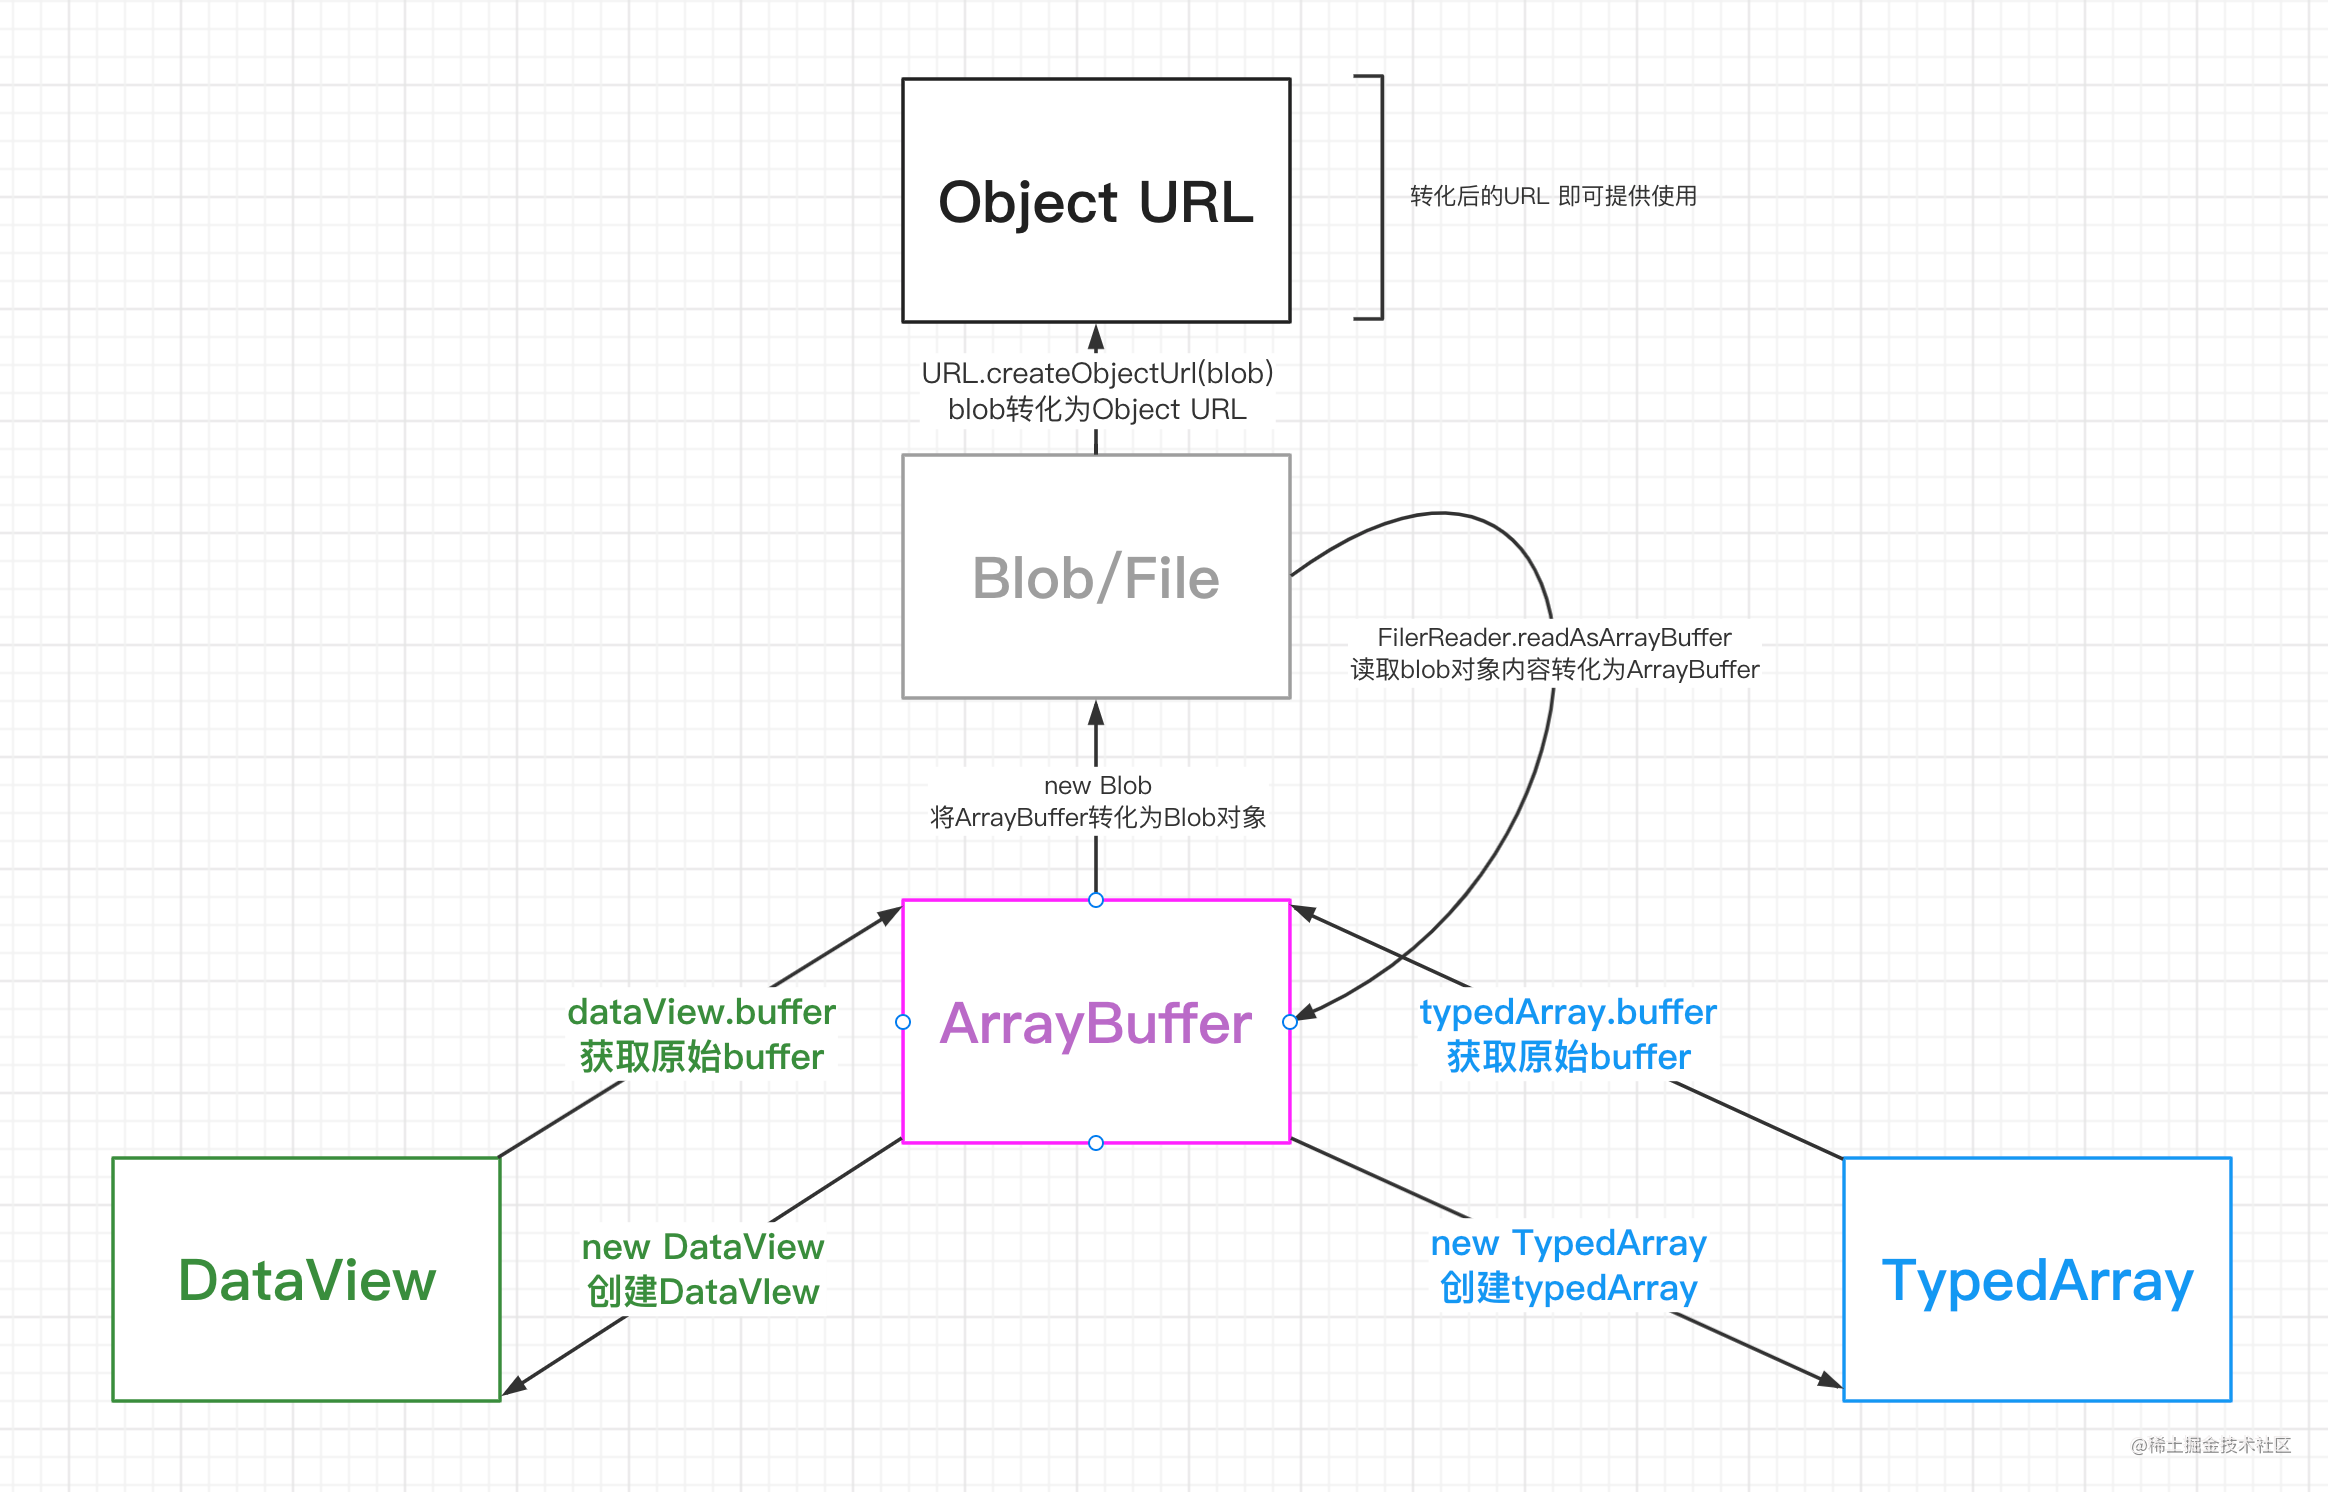 Object URL
转化后的URL 即可提供使用
URL.createObjectUrl(blob)
blob转化为Object URL
Blob/File
FilerReader.readAsArrayBuffer
读取blob对象内容转化为ArrayBuffer
new Blob
将ArrayBuffer转化为Blob对象
dataView.buffer
获取原始buffer
ArrayBuffer
typedArray.buffer
获取原始buffer
DataView
new DataView
创建DataVIew
new TypedArray
创建typedArray
TypedArray
@稀土掘金技术社区